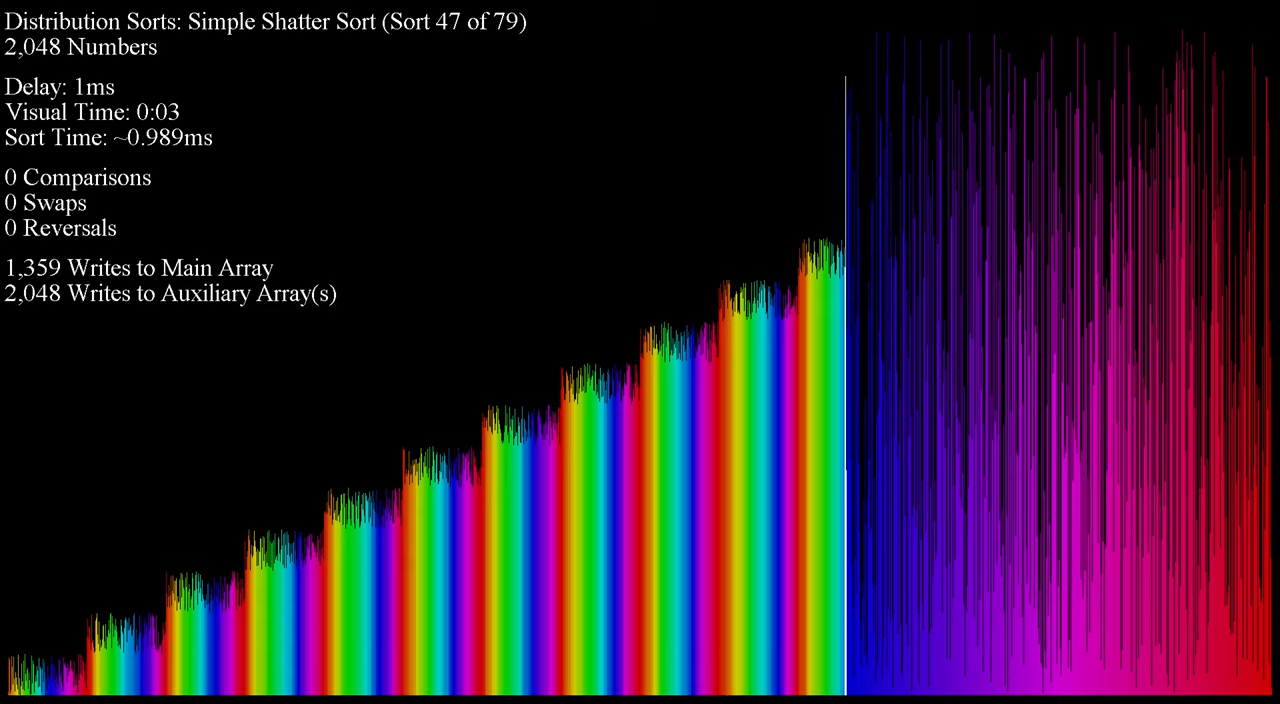 Distribution Sorts: Simple Shatter Sort (Sort 47 of 79)
2,048 Numbers
Delay: 1ms
Visual Time: 0:03
Sort Time: ~0.989ms
0 Comparisons
0 Swaps
0 Reversals
1,359 Writes to Main Array
2,048 Writes to Auxiliary Array(s)